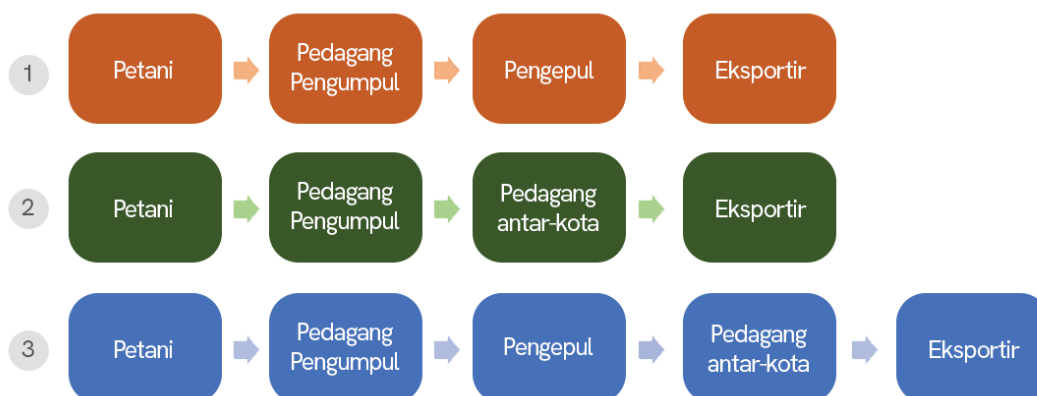 1
Petani
Pedagang
Pengumpul
Pengepul
Eksportir
2
Petani
Pedagang
Pengumpul
Pedagang
antar-kota
Eksportir
3
Petani
Pedagang
Pengumpul
Pengepul
Pedagang
antar-kota
Eksportir